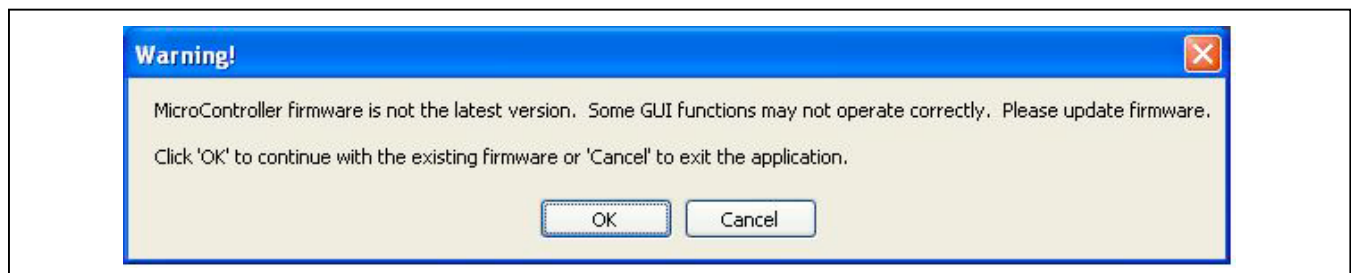 Warning!
MicroController firmware is not the latest version.  Some GUI functions may not operate correctly.  Please update firmware.
Click 'OK' to continue with the existing firmware or 'Cancel' to exit the application.
OK
Cancel